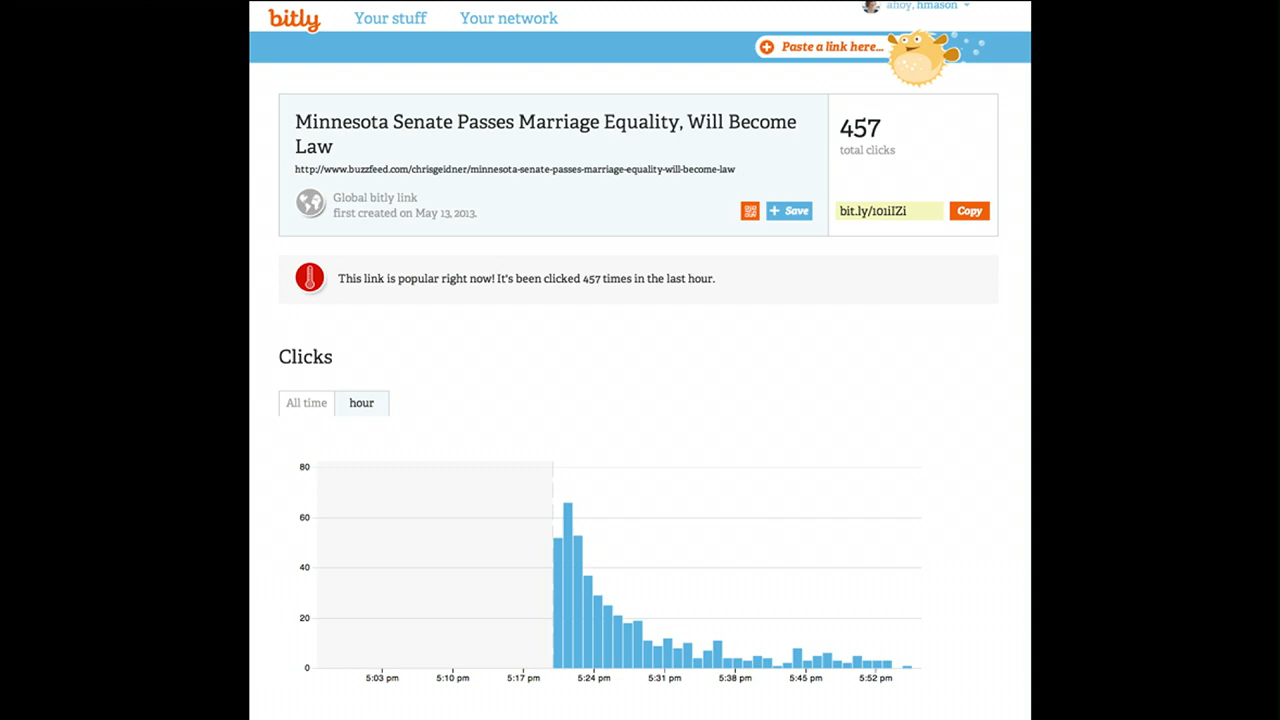 bitly Your stuff Your network ahoy, hmason
Paste a link here...
Minnesota Senate Passes Marriage Equality, Will Become
Law
http://www.buzzfeed.com/chrisgeidner/minnesota-senate-passes-marriage-equality-will-become-law
Global bitly link
first created on May 13, 2013.
+ Save
457
total clicks
bit.ly/101iIZi Copy
This link is popular right now! It's been clicked 457 times in the last hour.
Clicks
All time hour
80
60
40
20
0
5:03 pm 5:10 pm 5:17 pm 5:24 pm 5:31 pm 5:38 pm 5:45 pm 5:52 pm